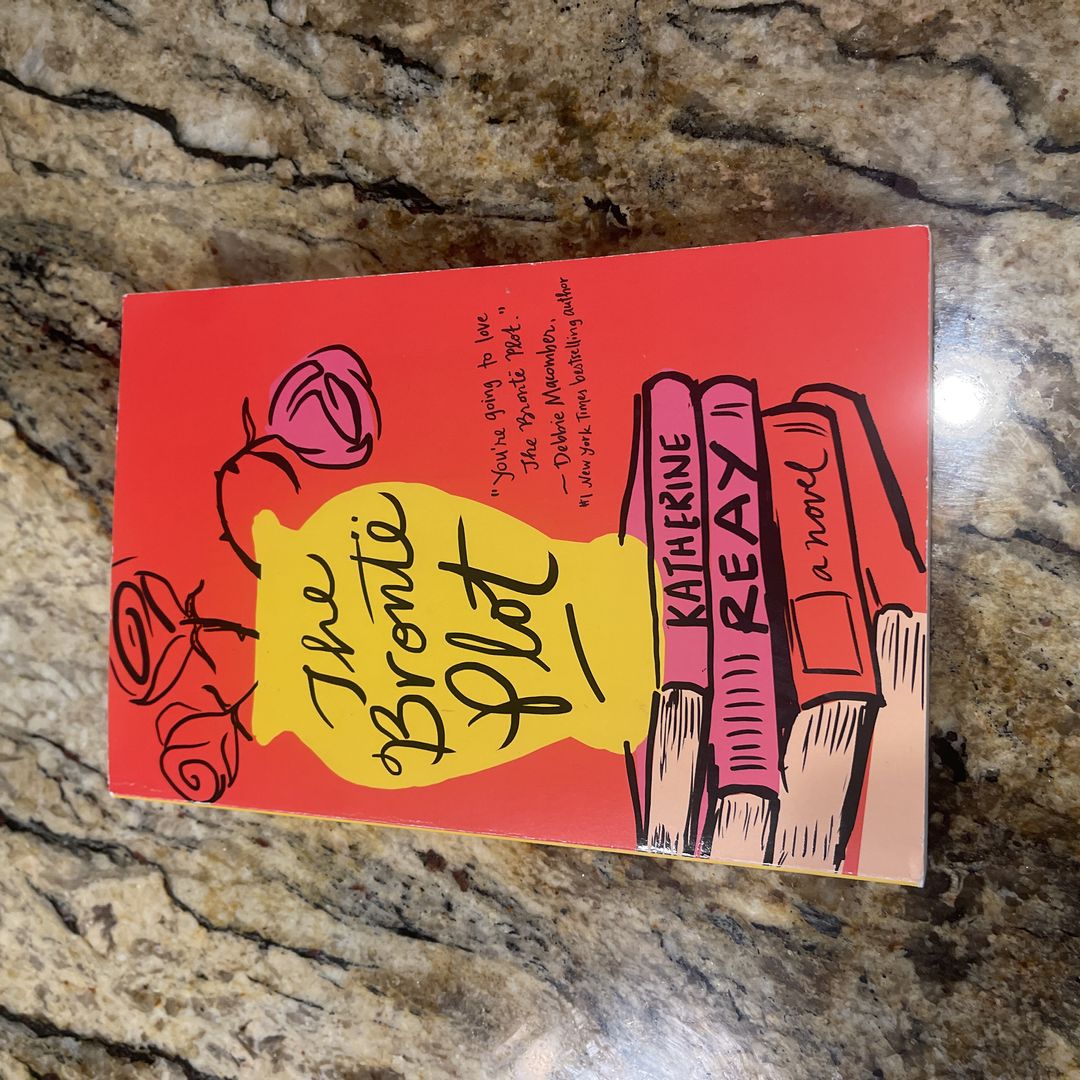 "You're going to love
The Brontë Plot."
— Debbie Macomber,
#1 New York Times bestselling author
The
Brontë
Plot
KATHERINE
REAY
a novel